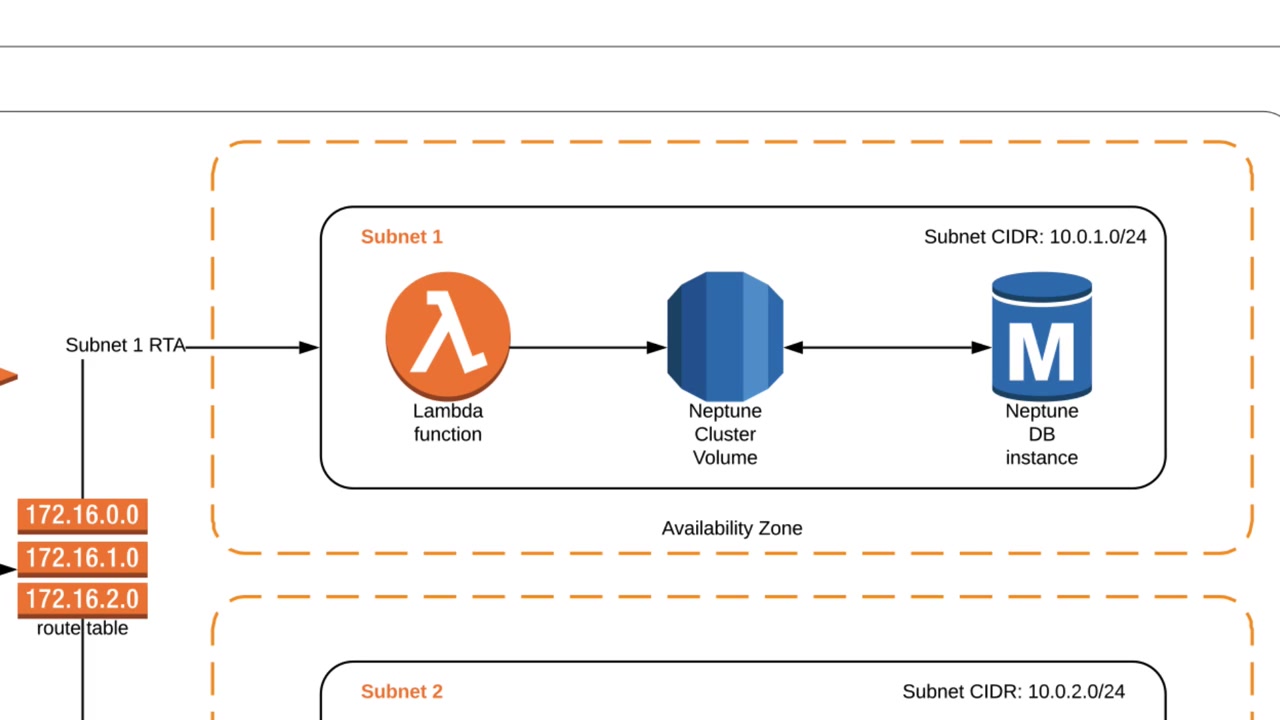 Subnet 1
Subnet CIDR: 10.0.1.0/24
Subnet 1 RTA
Lambda
function
Neptune
Cluster
Volume
M
Neptune
DB
instance
172.16.0.0
172.16.1.0
172.16.2.0
route table
Availability Zone
Subnet 2
Subnet CIDR: 10.0.2.0/24